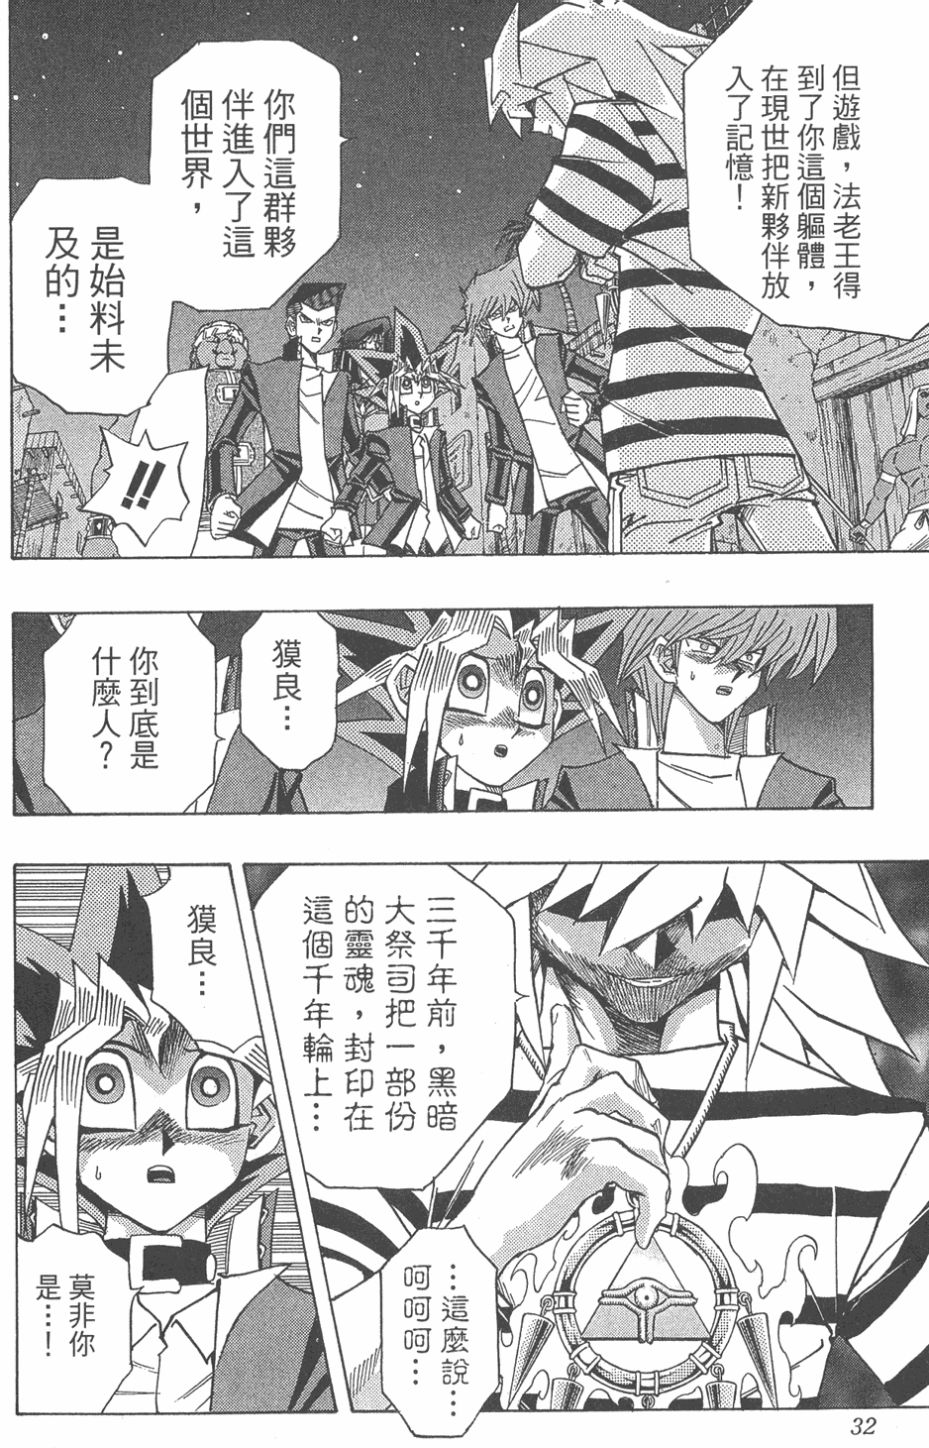 但遊戲，法老王得
到了你這個軀體，
在現世把新夥伴放
入了記憶！
你們這群夥
伴進入了這
個世界，
是始料未
及的…
!!
獏良…
你到底是
什麼人？
三千年前，黑暗
大祭司把一部份
的靈魂，封印在
這個千年輪上…
…這麼說…
呵呵呵…
獏良…
莫非你
是…！
32